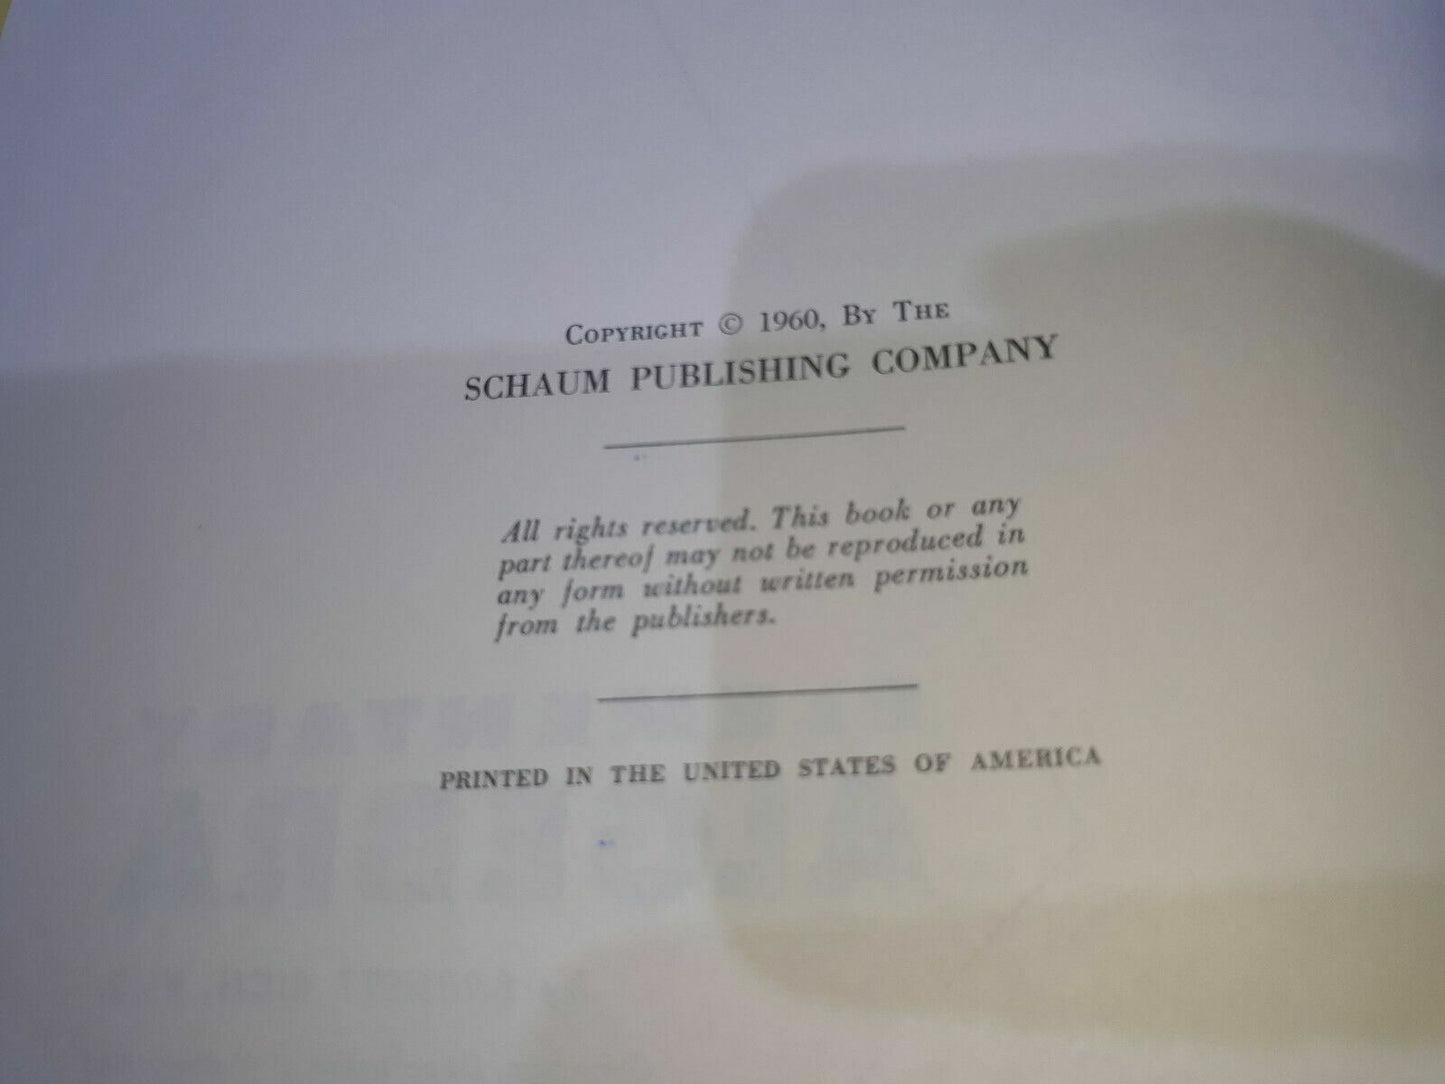 COPYRIGHT © 1960, BY THE
SCHAUM PUBLISHING COMPANY
All rights reserved. This book or any
part thereof may not be reproduced in
any form without written permission
from the publishers.
PRINTED IN THE UNITED STATES OF AMERICA